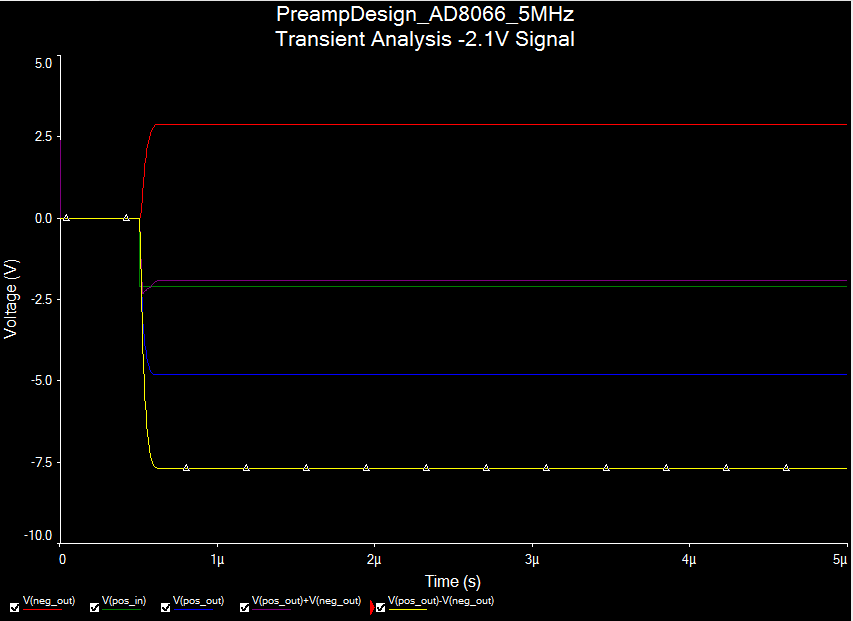 PreampDesign_AD8066_5MHz
Transient Analysis -2.1V Signal
5.0
2.5
0.0
-2.5
-5.0
-7.5
-10.0
Voltage (V)
0 1µ 2µ 3µ 4µ 5µ
Time (s)
V(neg_out) V(pos_in) V(pos_out) V(pos_out)+V(neg_out) V(pos_out)-V(neg_out)